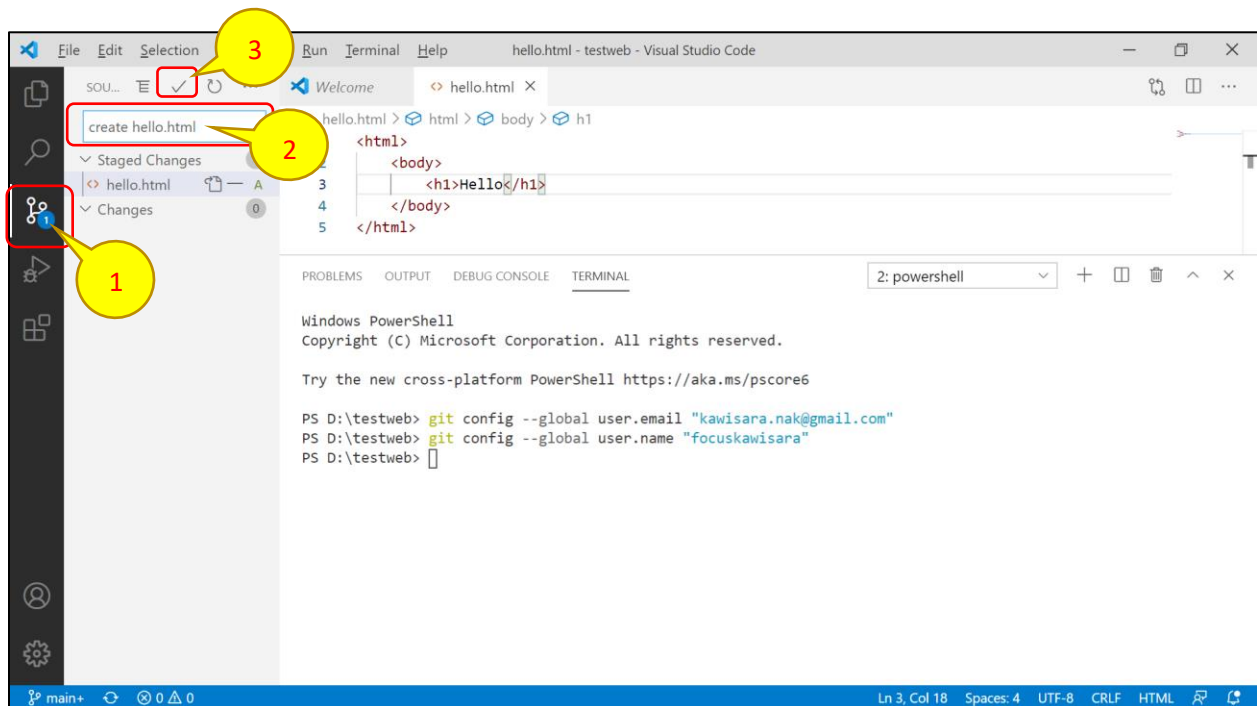 3
File Edit Selection Run Terminal Help hello.html - testweb - Visual Studio Code
SOU... Welcome hello.html
create hello.html
hello.html > html > body > h1
2
<html>
Staged Changes
2 <body>
hello.html A
3 <h1>Hello</h1>
Changes 0
4 </body>
5 </html>
1
1
PROBLEMS OUTPUT DEBUG CONSOLE TERMINAL 2: powershell
Windows PowerShell
Copyright (C) Microsoft Corporation. All rights reserved.
Try the new cross-platform PowerShell https://aka.ms/pscore6
PS D:\testweb> git config --global user.email "kawisara.nak@gmail.com"
PS D:\testweb> git config --global user.name "focuskawisara"
PS D:\testweb>
main+ 0 0 Ln 3, Col 18 Spaces: 4 UTF-8 CRLF HTML